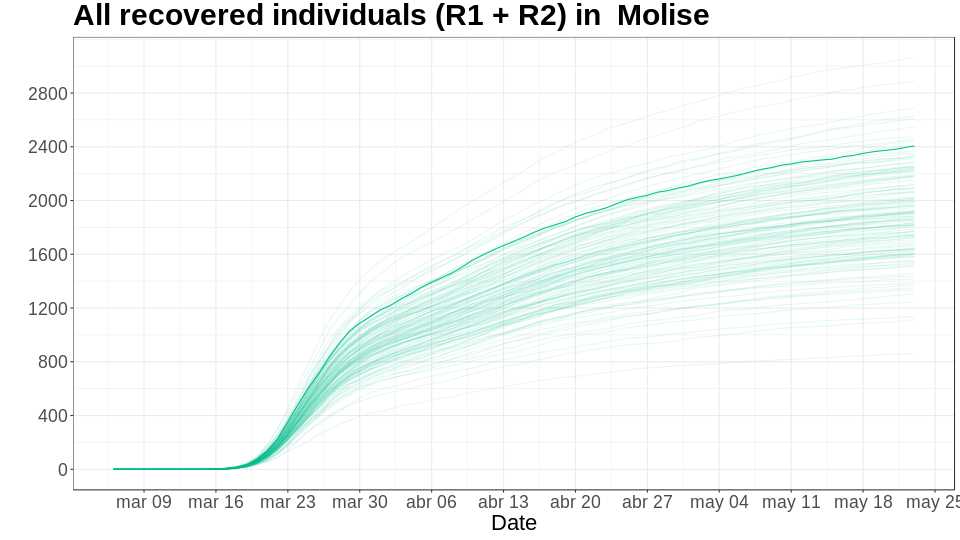 All recovered individuals (R1 + R2) in  Molise
2800
2400
2000
1600
1200
800
400
0
mar 09 mar 16 mar 23 mar 30 abr 06 abr 13 abr 20 abr 27 may 04 may 11 may 18 may 25
Date